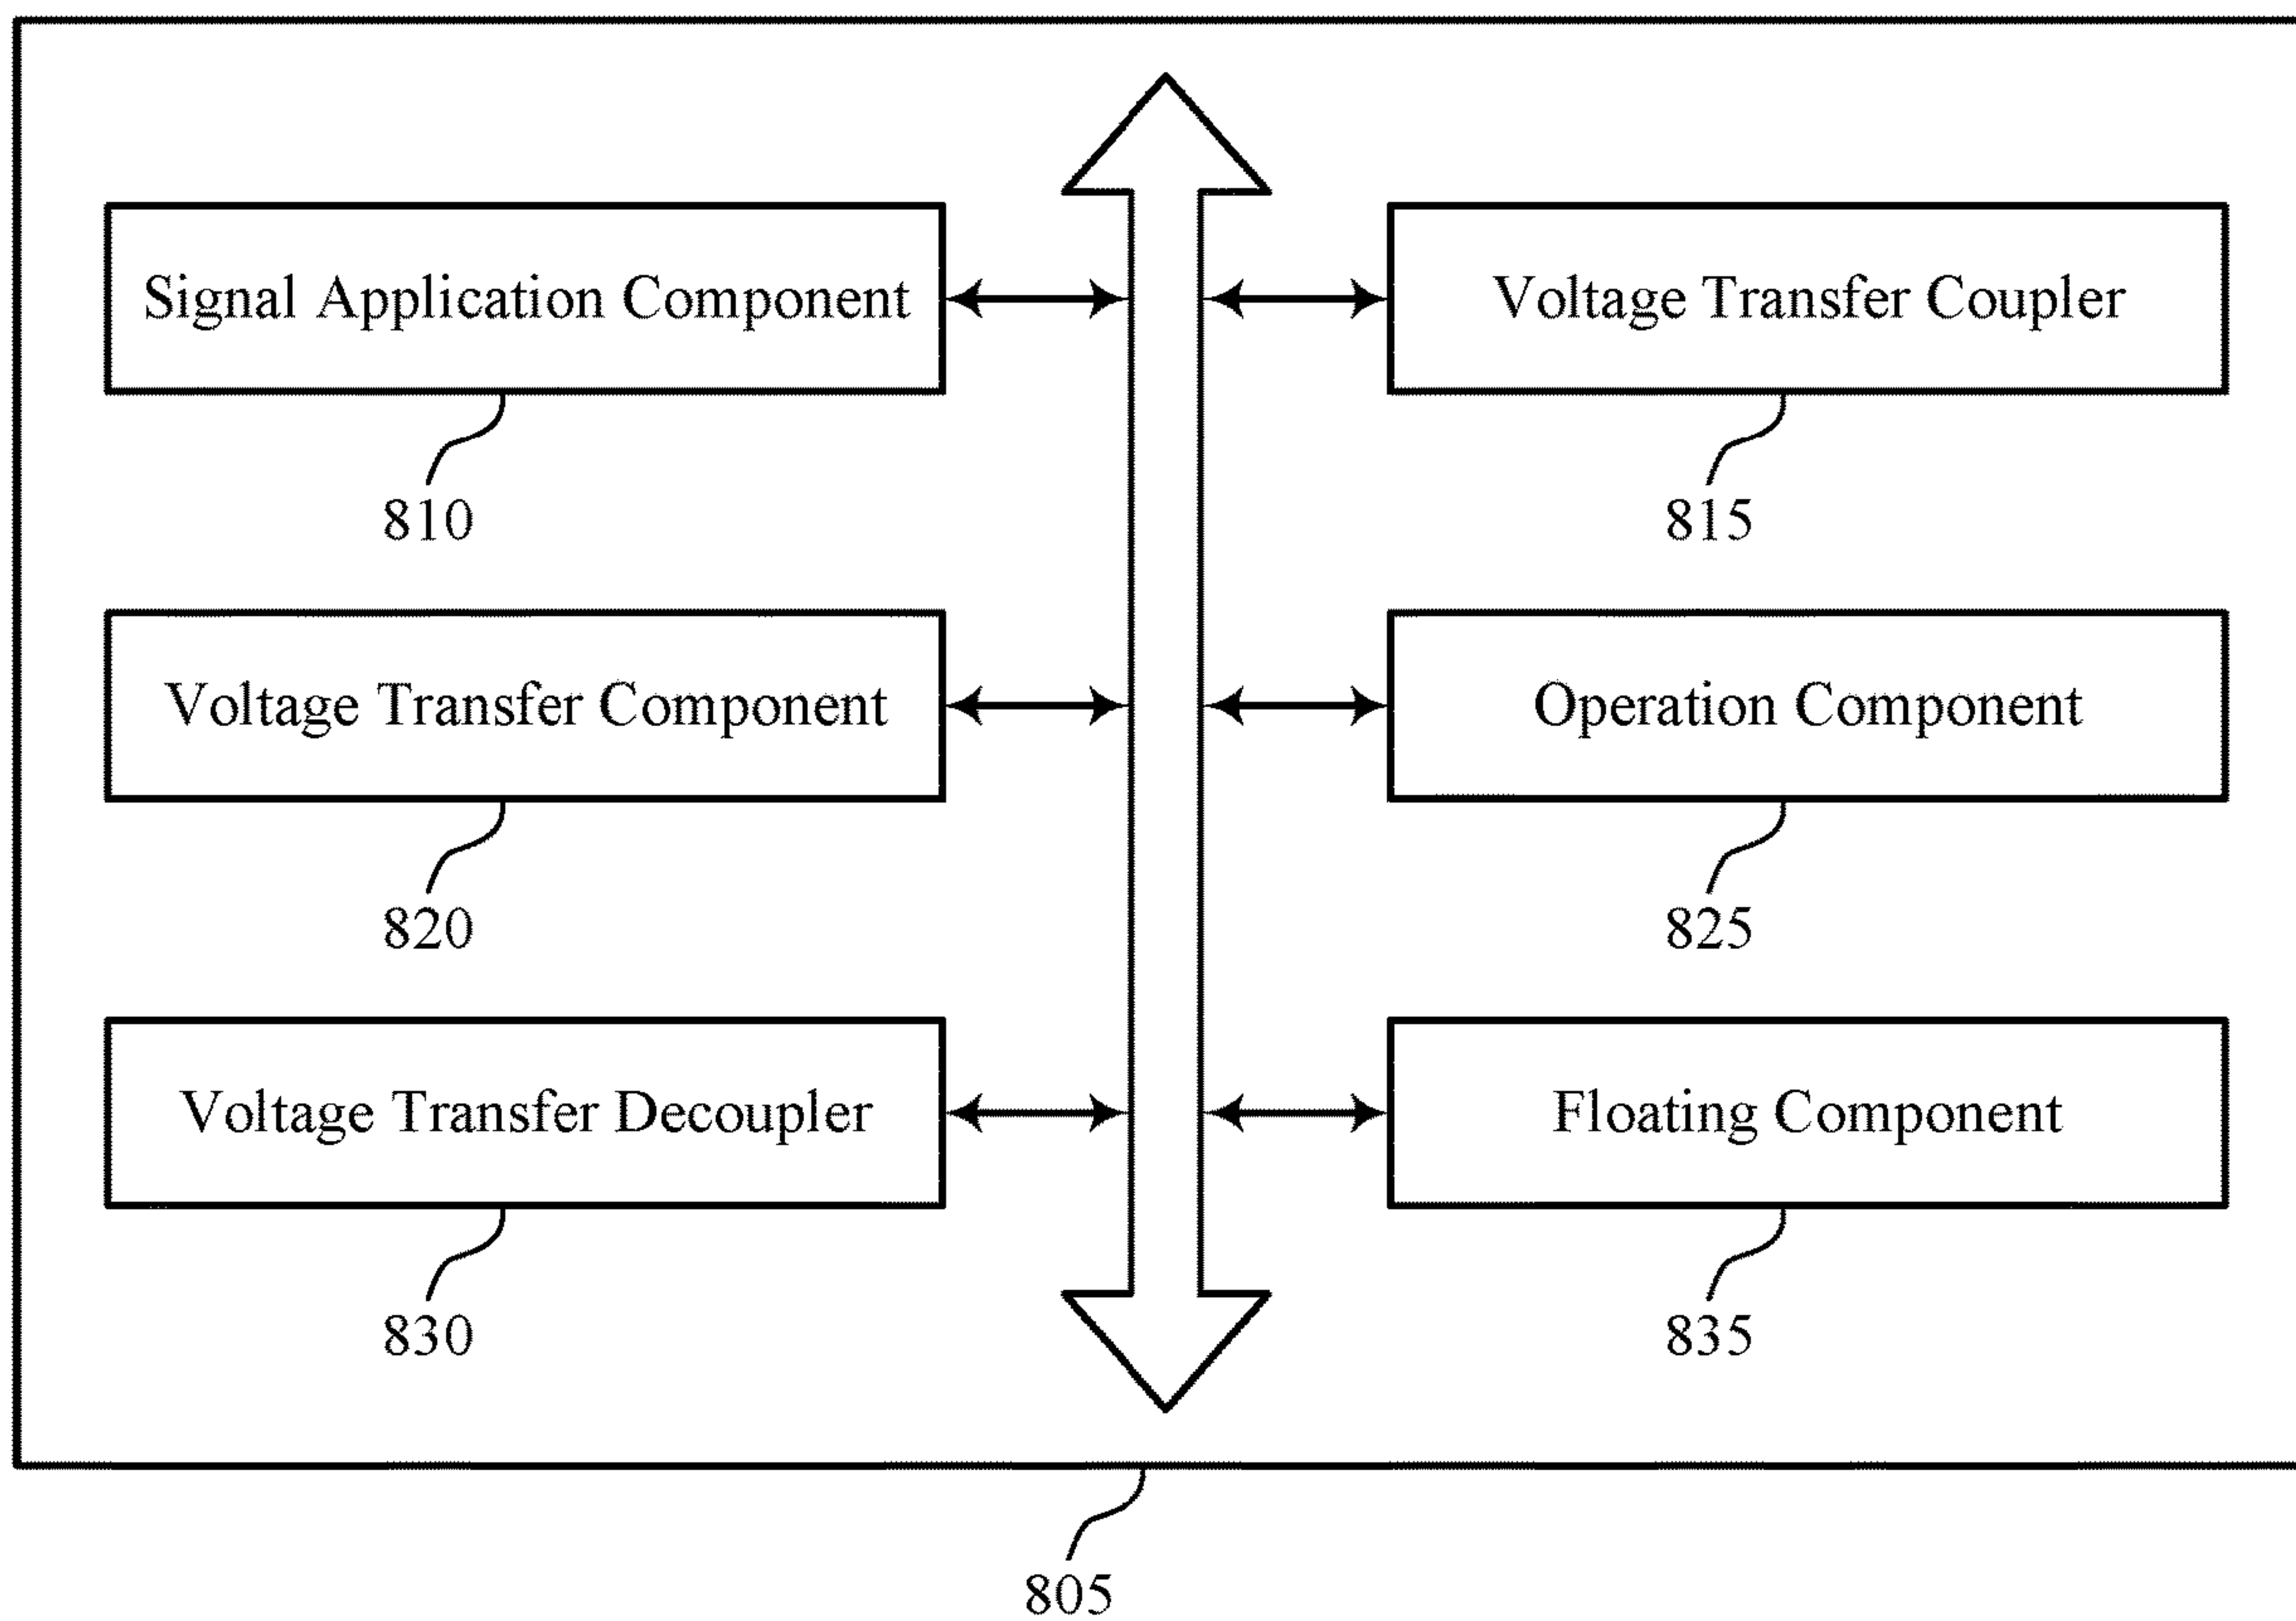 Signal Application Component
Voltage Transfer Coupler
810
815
Voltage Transfer Component
Operation Component
820
825
Voltage Transfer Decoupler
Floating Component
830
835
805